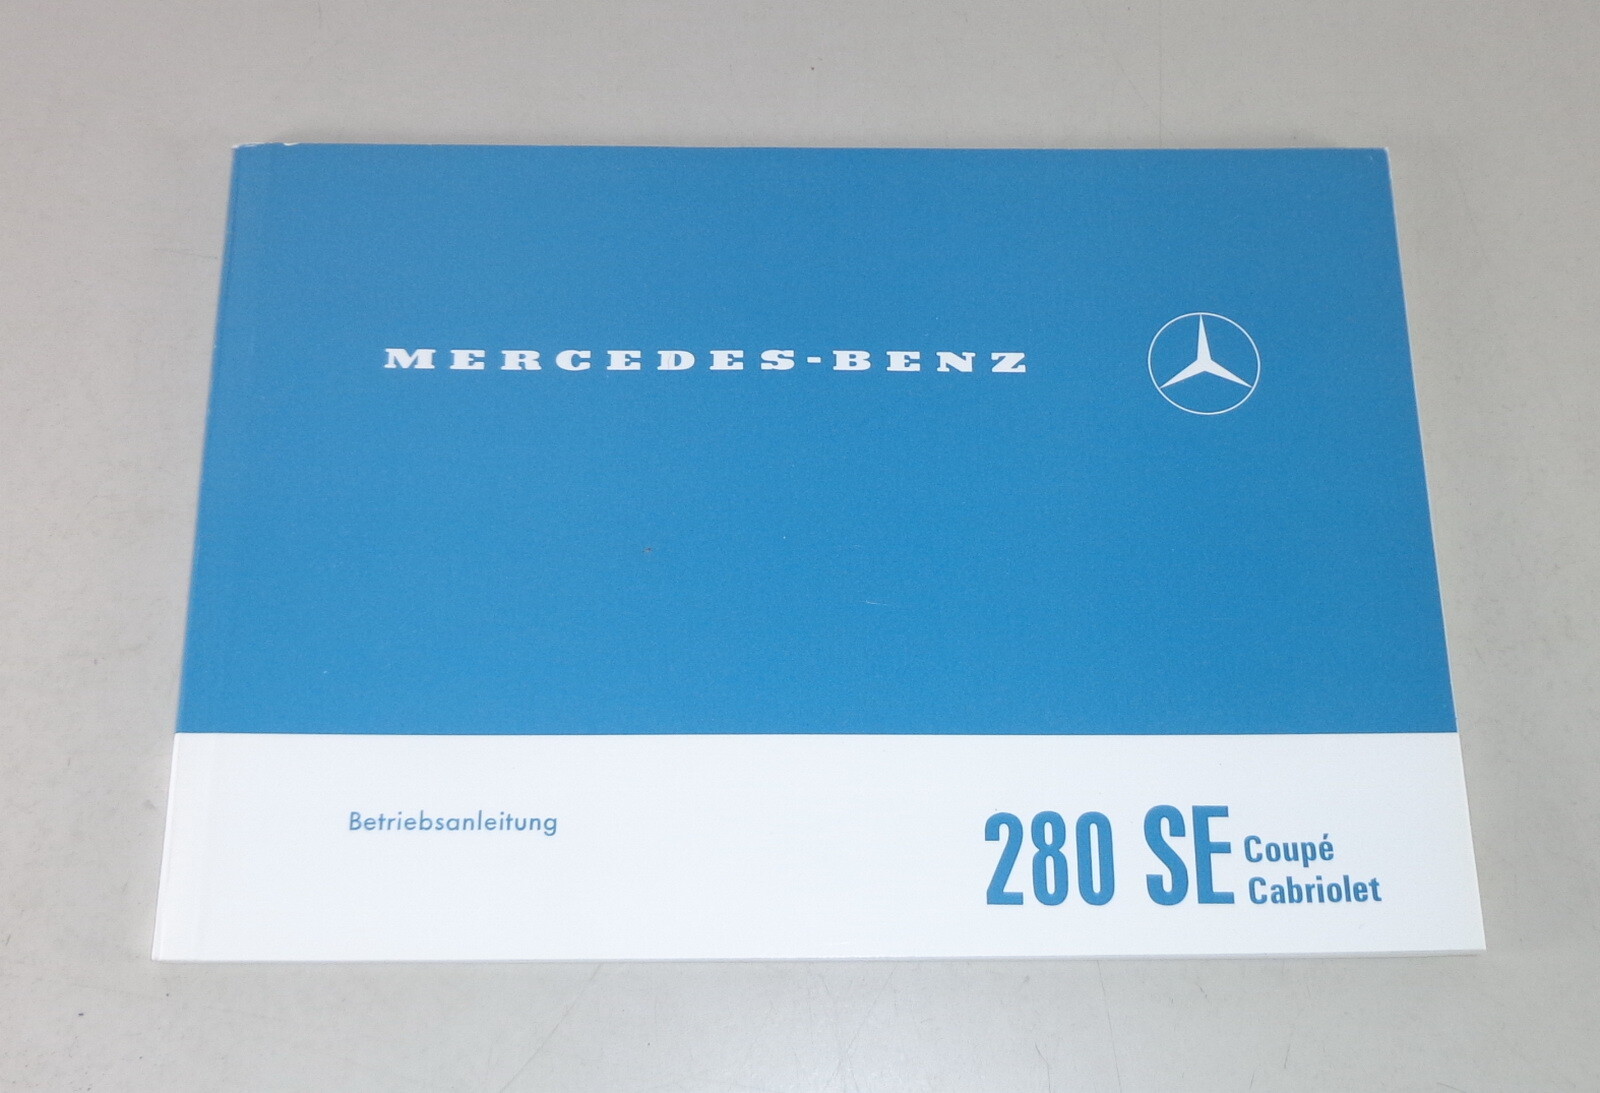 MERCEDES-BENZ
Betriebsanleitung
280 SE Coupé
Cabriolet